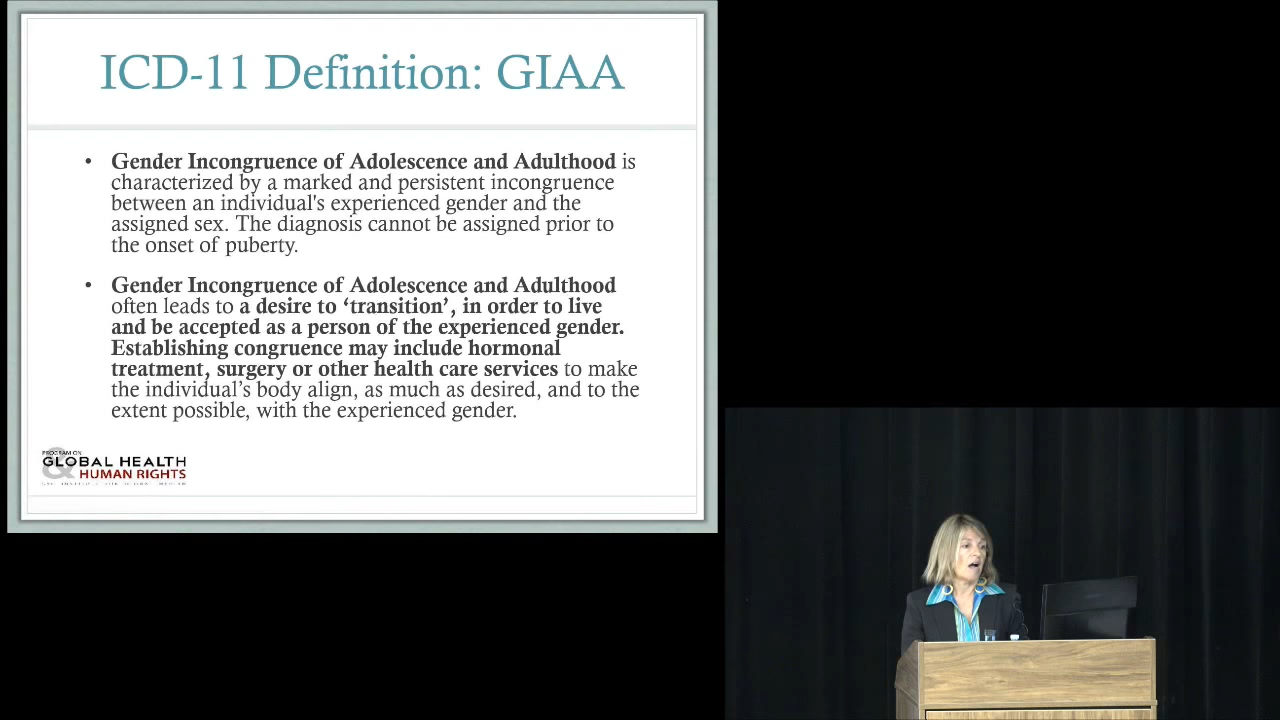 ICD-11 Definition: GIAA
• Gender Incongruence of Adolescence and Adulthood is
characterized by a marked and persistent incongruence
between an individual's experienced gender and the
assigned sex. The diagnosis cannot be assigned prior to
the onset of puberty.
• Gender Incongruence of Adolescence and Adulthood
often leads to a desire to ‘transition’, in order to live
and be accepted as a person of the experienced gender.
Establishing congruence may include hormonal
treatment, surgery or other health care services to make
the individual’s body align, as much as desired, and to the
extent possible, with the experienced gender.
PROGRAM ON
GLOBAL HEALTH
& HUMAN RIGHTS